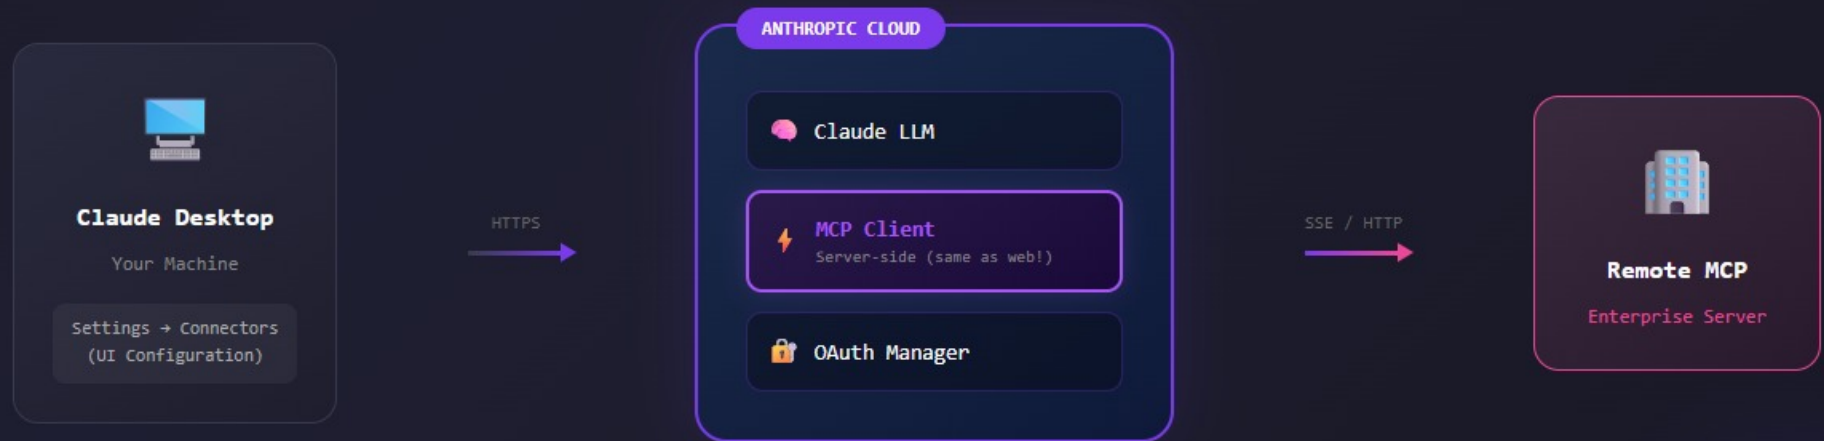 ANTHROPIC CLOUD
Claude Desktop
Your Machine
Settings → Connectors
(UI Configuration)
HTTPS
Claude LLM
MCP Client
Server-side (same as web!)
OAuth Manager
SSE / HTTP
Remote MCP
Enterprise Server